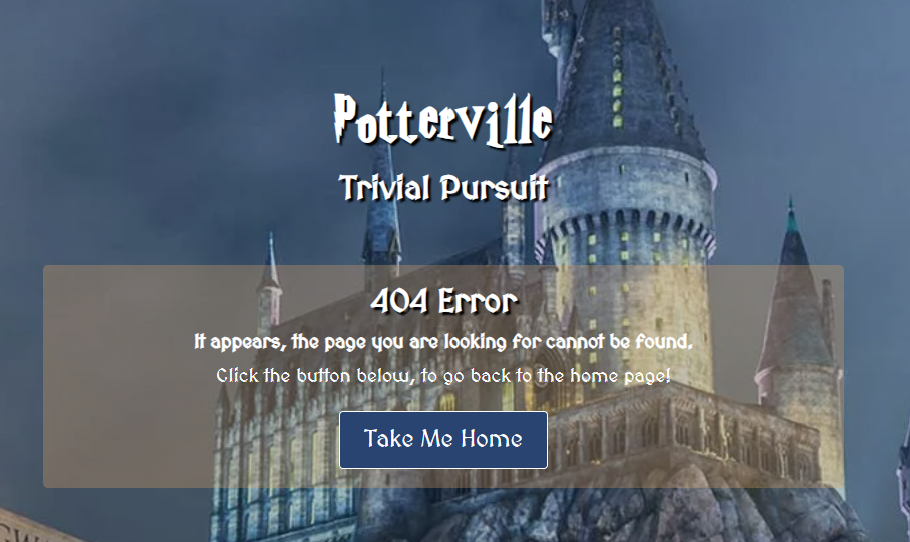 Potterville
Trivial Pursuit
404 Error
It appears, the page you are looking for cannot be found.
Click the button below, to go back to the home page!
Take Me Home
GW